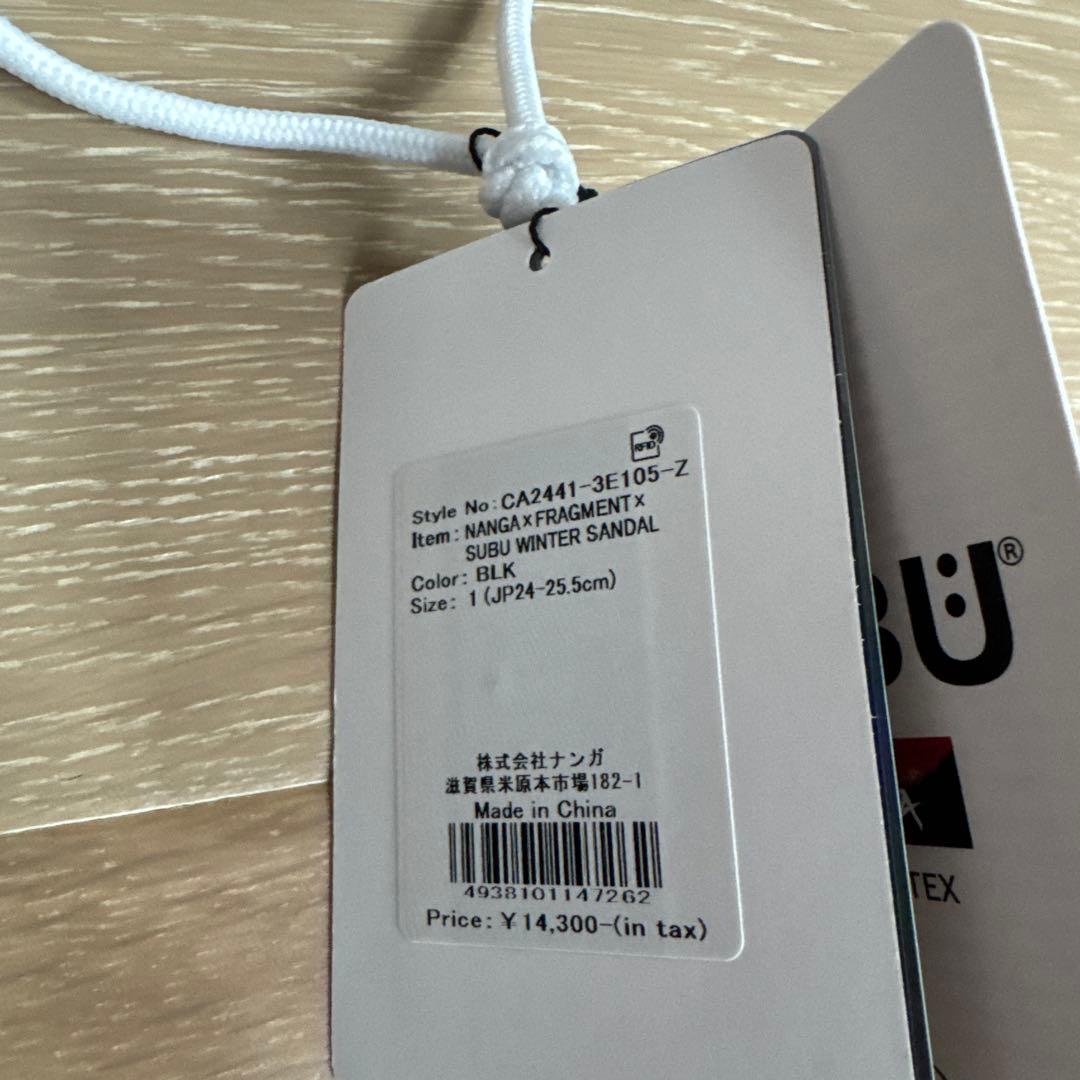 RFID
Style No:CA2441-3E105-Z
Item:NANGA×FRAGMENT×
SUBU WINTER SANDAL
Color: BLK
Size: 1 (JP24-25.5cm)
株式会社ナンガ
滋賀県米原本市場182-1
Made in China
4938101147262
Price:¥14,300-(in tax)
BU®
A
TEX